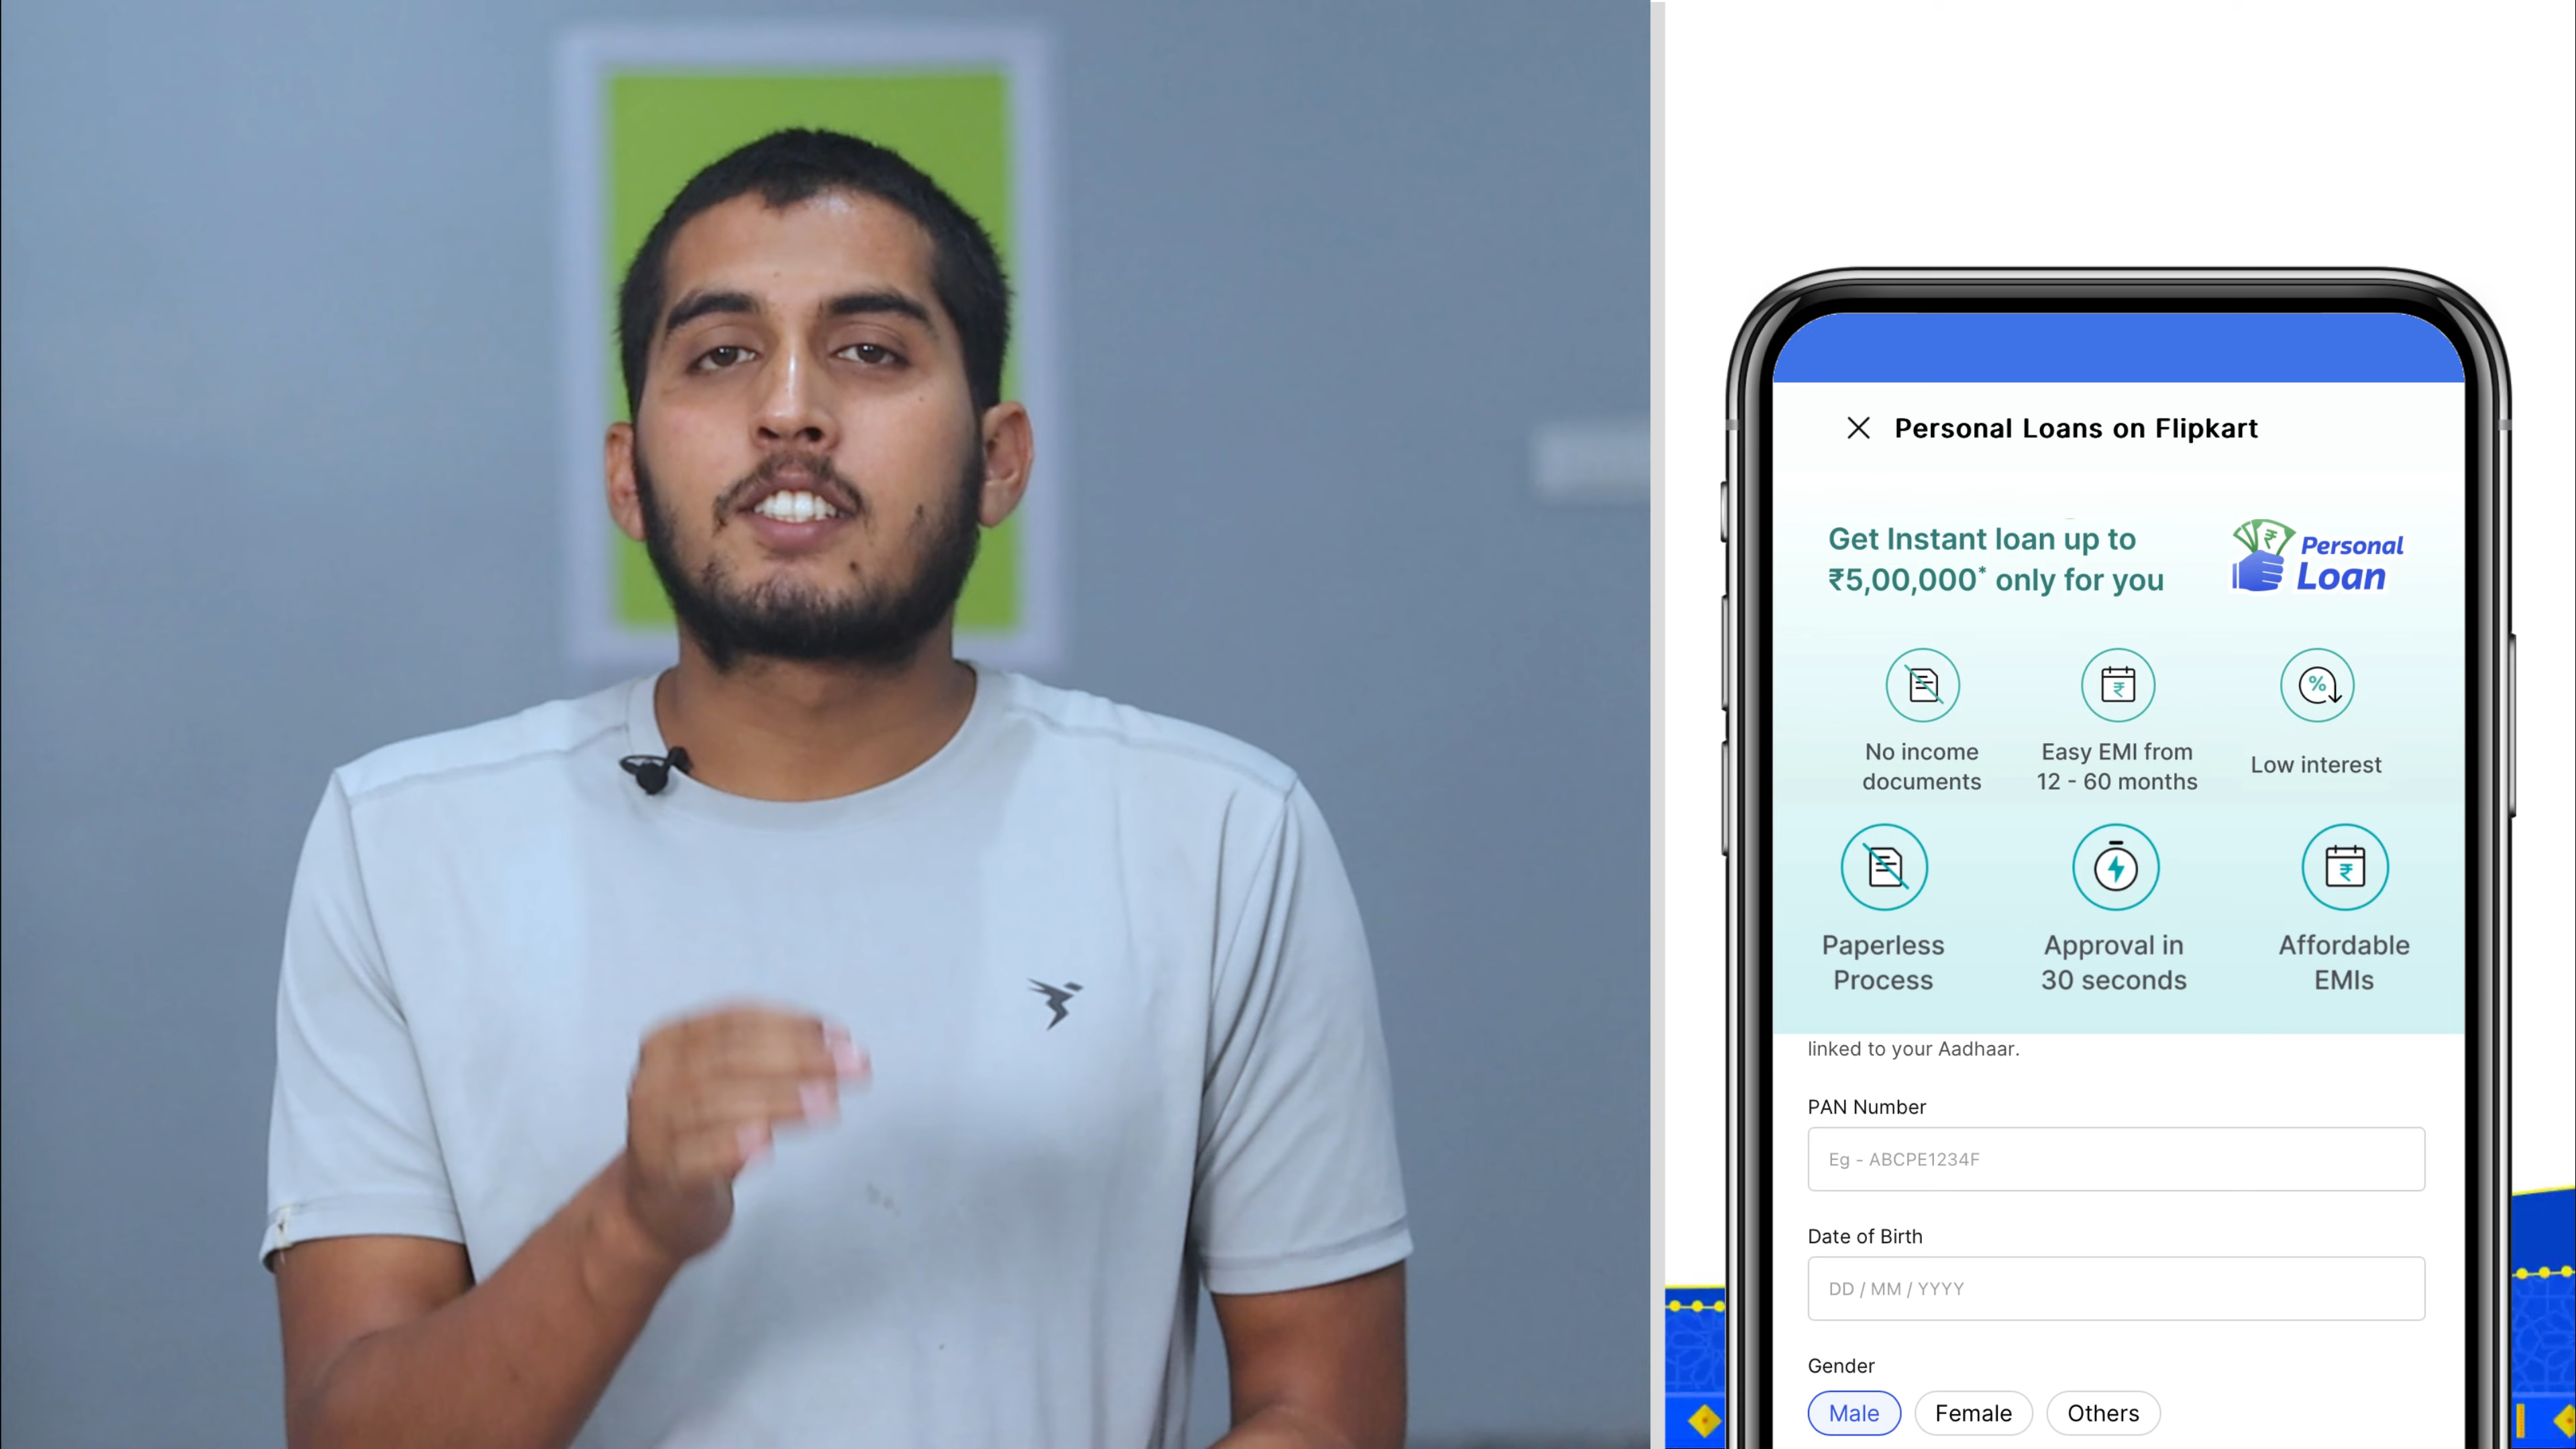 Personal Loans on Flipkart
Get Instant loan up to
₹5,00,000* only for you
Personal
Loan
No income
documents
Easy EMI from
12 - 60 months
Low interest
Paperless
Process
Approval in
30 seconds
Affordable
EMIs
linked to your Aadhaar.
PAN Number
Eg - ABCPE1234F
Date of Birth
DD / MM / YYYY
Gender
Male
Female
Others